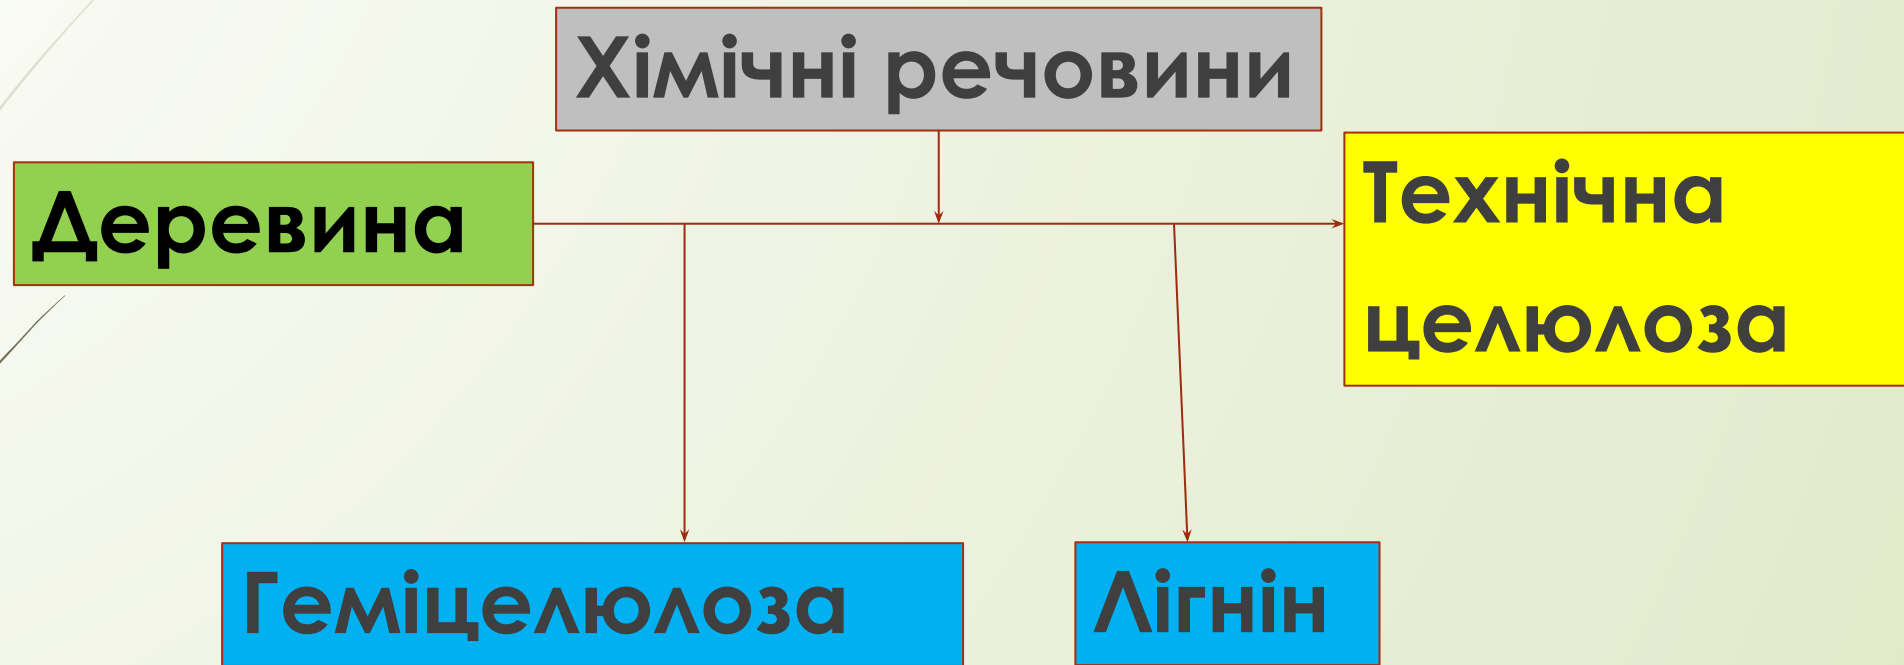 Хімічні речовини
Деревина
Технічна
целюлоза
Геміцелюлоза
Лігнін